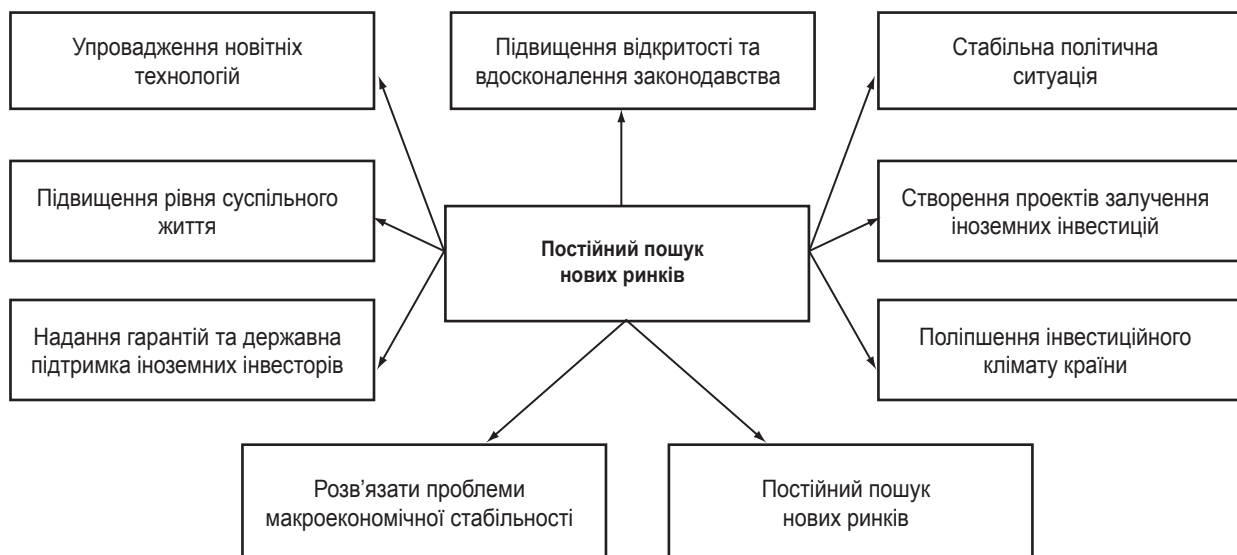 Упровадження новітніх
технологій
Підвищення відкритості та
вдосконалення законодавства
Стабільна політична
ситуація
Підвищення рівня суспільного
життя
Постійний пошук
нових ринків
Створення проектів залучення
іноземних інвестицій
Надання гарантій та державна
підтримка іноземних інвесторів
Поліпшення інвестиційного
клімату країни
Розв’язати проблеми
макроекономічної стабільності
Постійний пошук
нових ринків